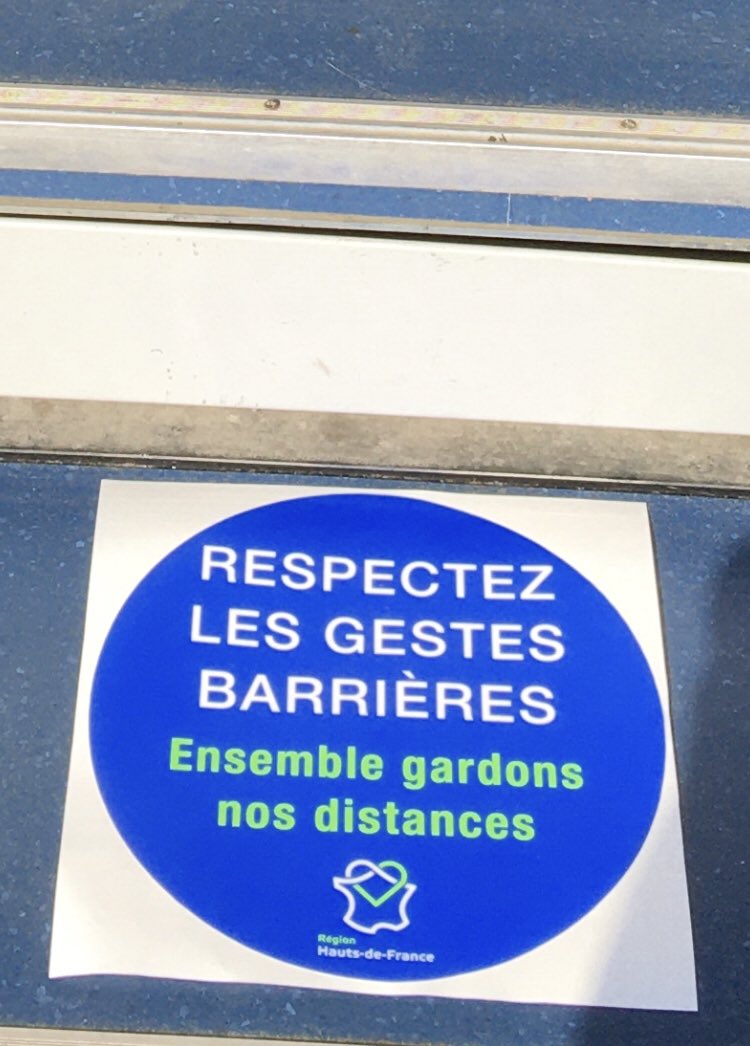 RESPECTEZ
LES GESTES
BARRIÈRES
Ensemble gardons
nos distances
Région
Hauts-de-France